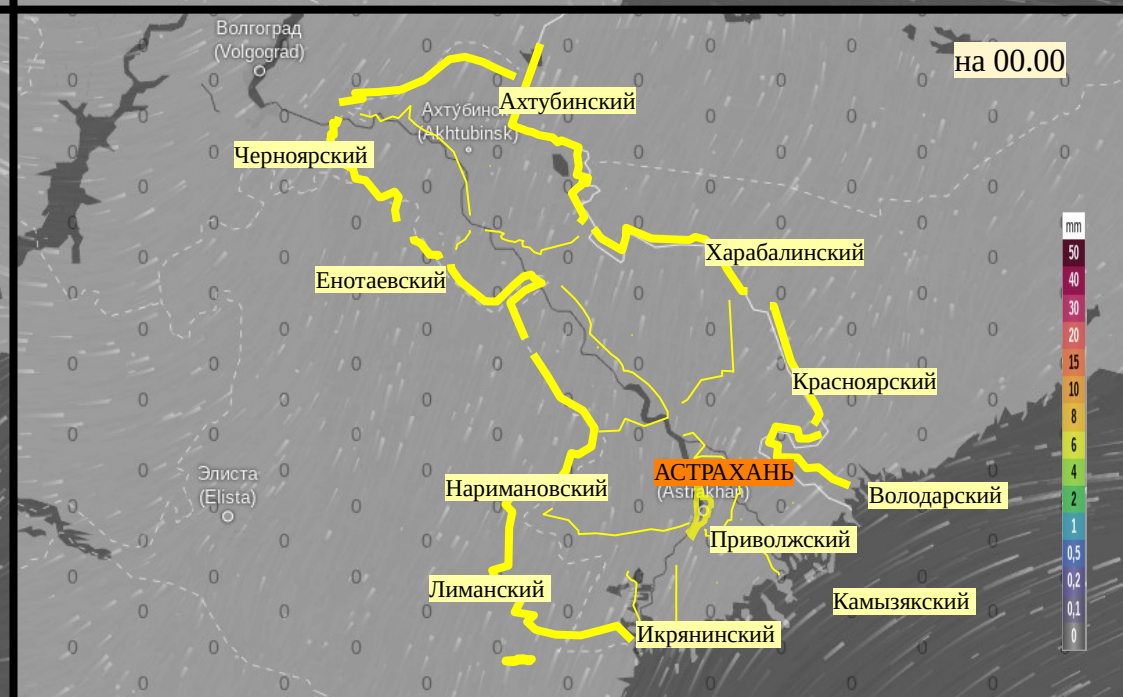 Волгоград
(Volgograd)
на 00.00
Ахтубинский
(Akhtubinsk)
Черноярский
mm
50
40
30
20
15
10
8
6
4
2
1
0,5
0,2
0,1
0
Харабалинский
Енотаевский
Красноярский
Элиста
(Elista)
АСТРАХАНЬ
(Astrakhan)
Наримановский
Володарский
Приволжский
Лиманский
Камызякский
Икрянинский